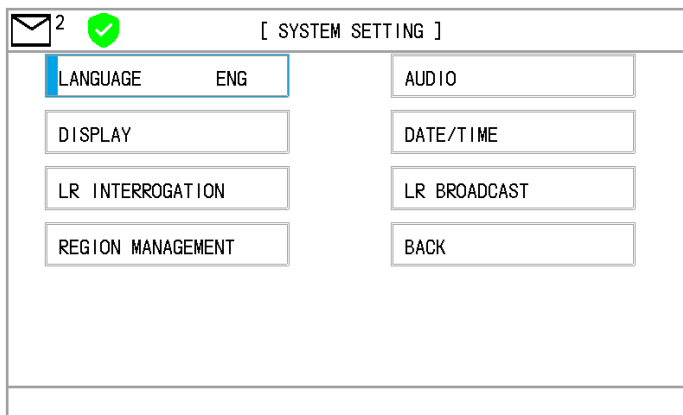 2
[ SYSTEM SETTING ]
LANGUAGE ENG
AUDIO
DISPLAY
DATE/TIME
LR INTERROGATION
LR BROADCAST
REGION MANAGEMENT
BACK